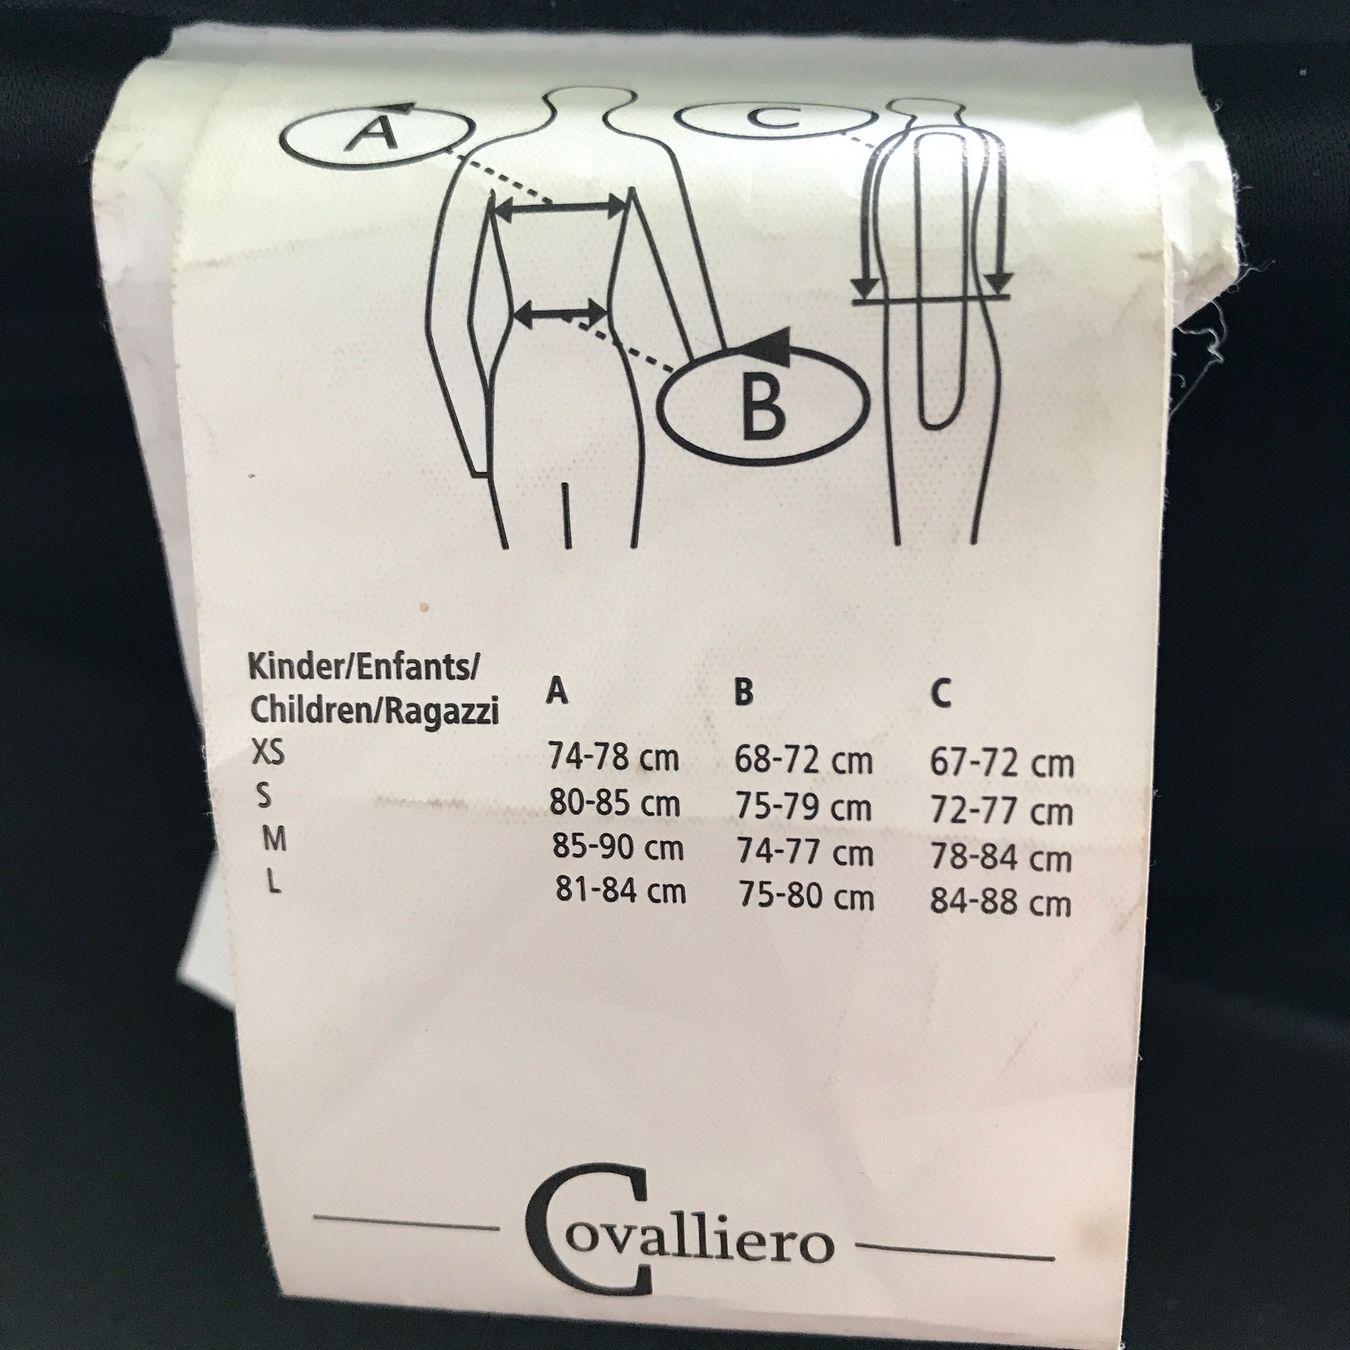 A
C
B
Kinder/Enfants/
Children/Ragazzi A B C
XS 74-78 cm 68-72 cm 67-72 cm
S 80-85 cm 75-79 cm 72-77 cm
M 85-90 cm 74-77 cm 78-84 cm
L 81-84 cm 75-80 cm 84-88 cm
Covalliero